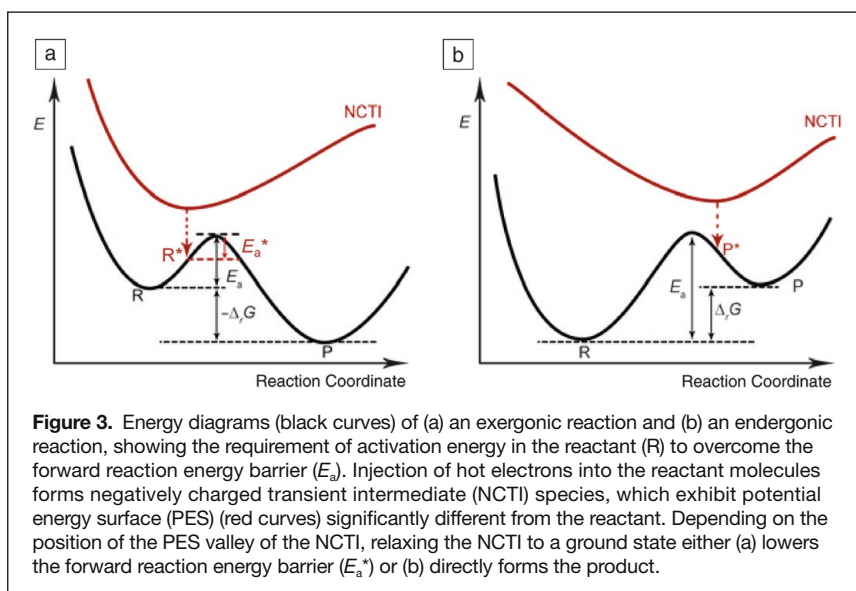 a
E
NCTI
R*
Ea*
R
Ea
–ΔrG
P
Reaction Coordinate
b
E
NCTI
P*
Ea
P
ΔrG
R
Reaction Coordinate
Figure 3. Energy diagrams (black curves) of (a) an exergonic reaction and (b) an endergonic
reaction, showing the requirement of activation energy in the reactant (R) to overcome the
forward reaction energy barrier (Ea). Injection of hot electrons into the reactant molecules
forms negatively charged transient intermediate (NCTI) species, which exhibit potential
energy surface (PES) (red curves) significantly different from the reactant. Depending on the
position of the PES valley of the NCTI, relaxing the NCTI to a ground state either (a) lowers
the forward reaction energy barrier (Ea*) or (b) directly forms the product.